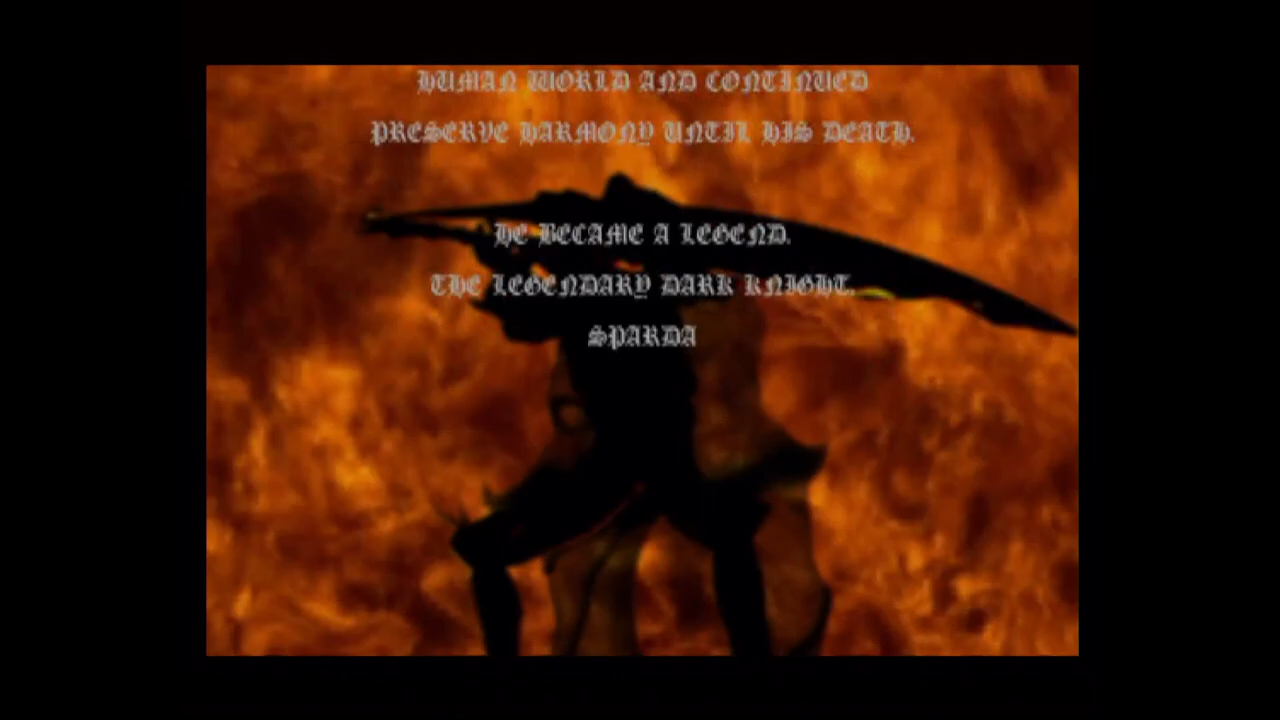 HUMAN WORLD AND CONTINUED
PRESERVE HARMONY UNTIL HIS DEATH.
HE BECAME A LEGEND.
THE LEGENDARY DARK KNIGHT.
SPARDA